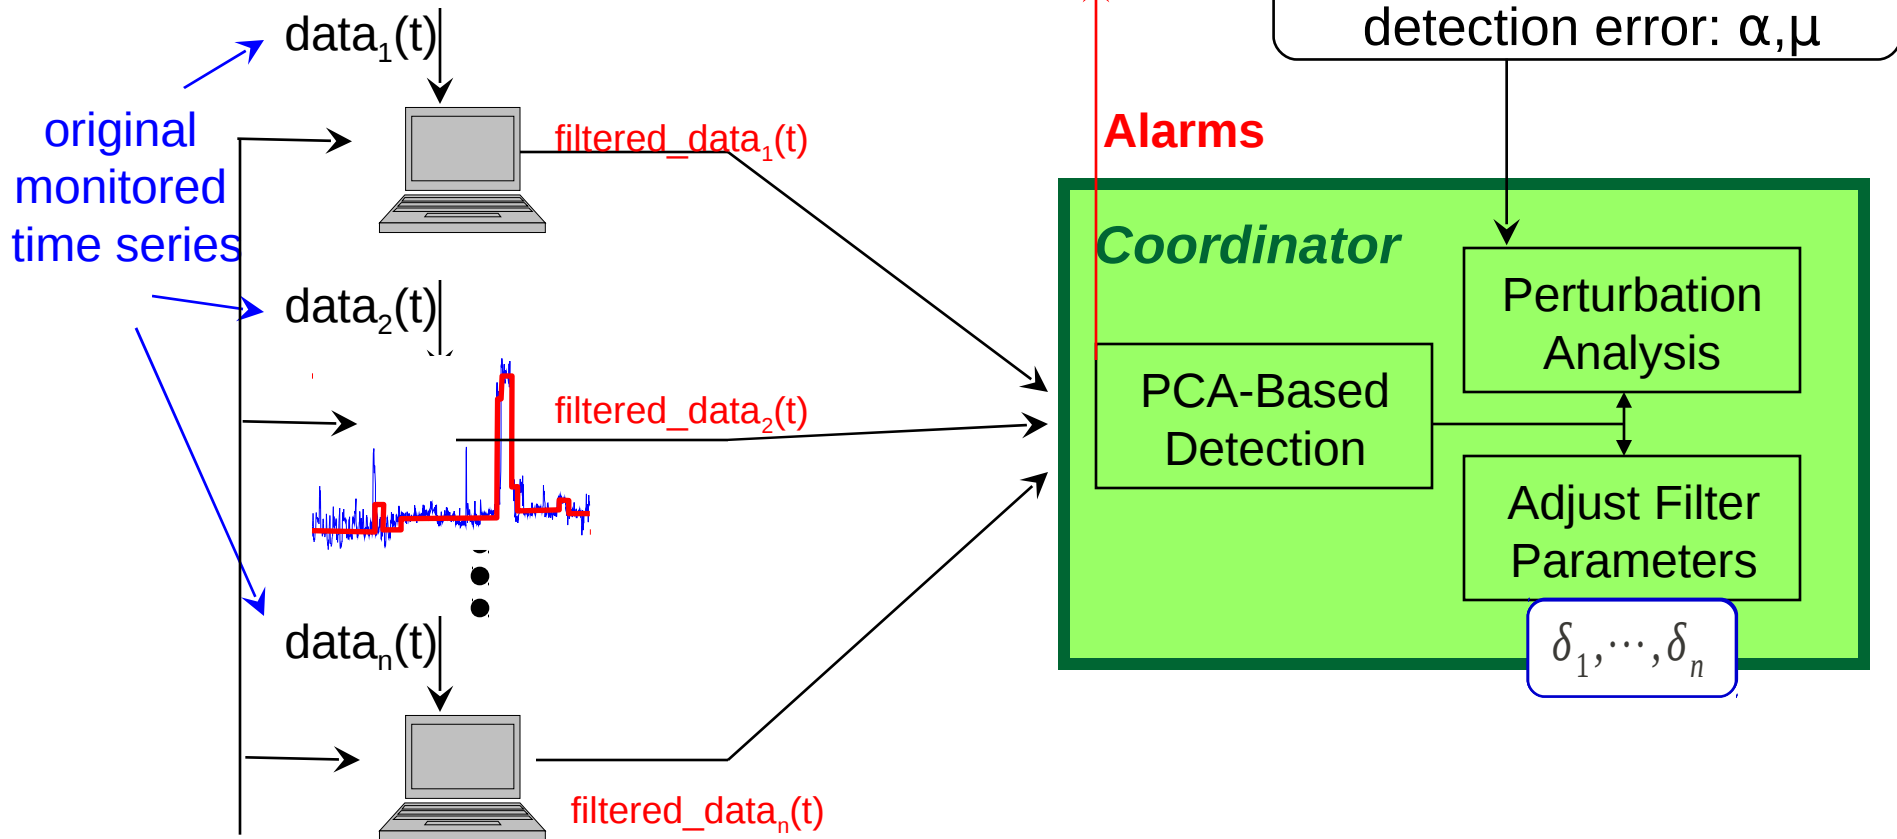 data1(t)
detection error: α,μ
original
monitored
time series
filtered_data1(t)
Alarms
Coordinator
data2(t)
Perturbation
Analysis
filtered_data2(t)
PCA-Based
Detection
Adjust Filter
Parameters
datan(t)
δ1,⋯,δn
filtered_datan(t)